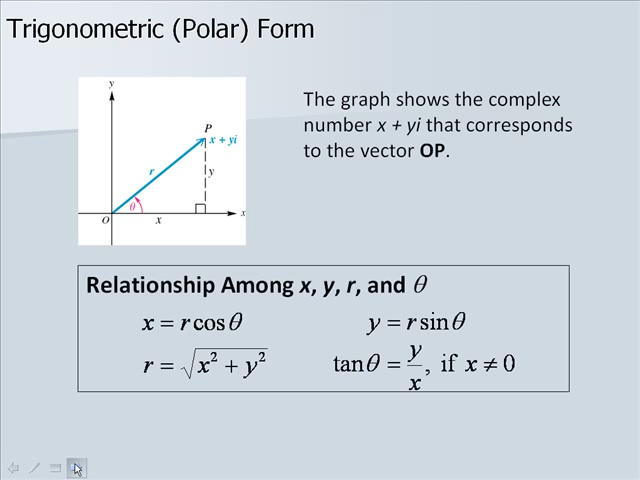 Trigonometric (Polar) Form
y
P
x + yi
r
y
θ
O
x
x
The graph shows the complex
number x + yi that corresponds
to the vector OP.
Relationship Among x, y, r, and θ
x = r cos θ
y = r sin θ
r = √(x² + y²)
tan θ = y/x, if x ≠ 0